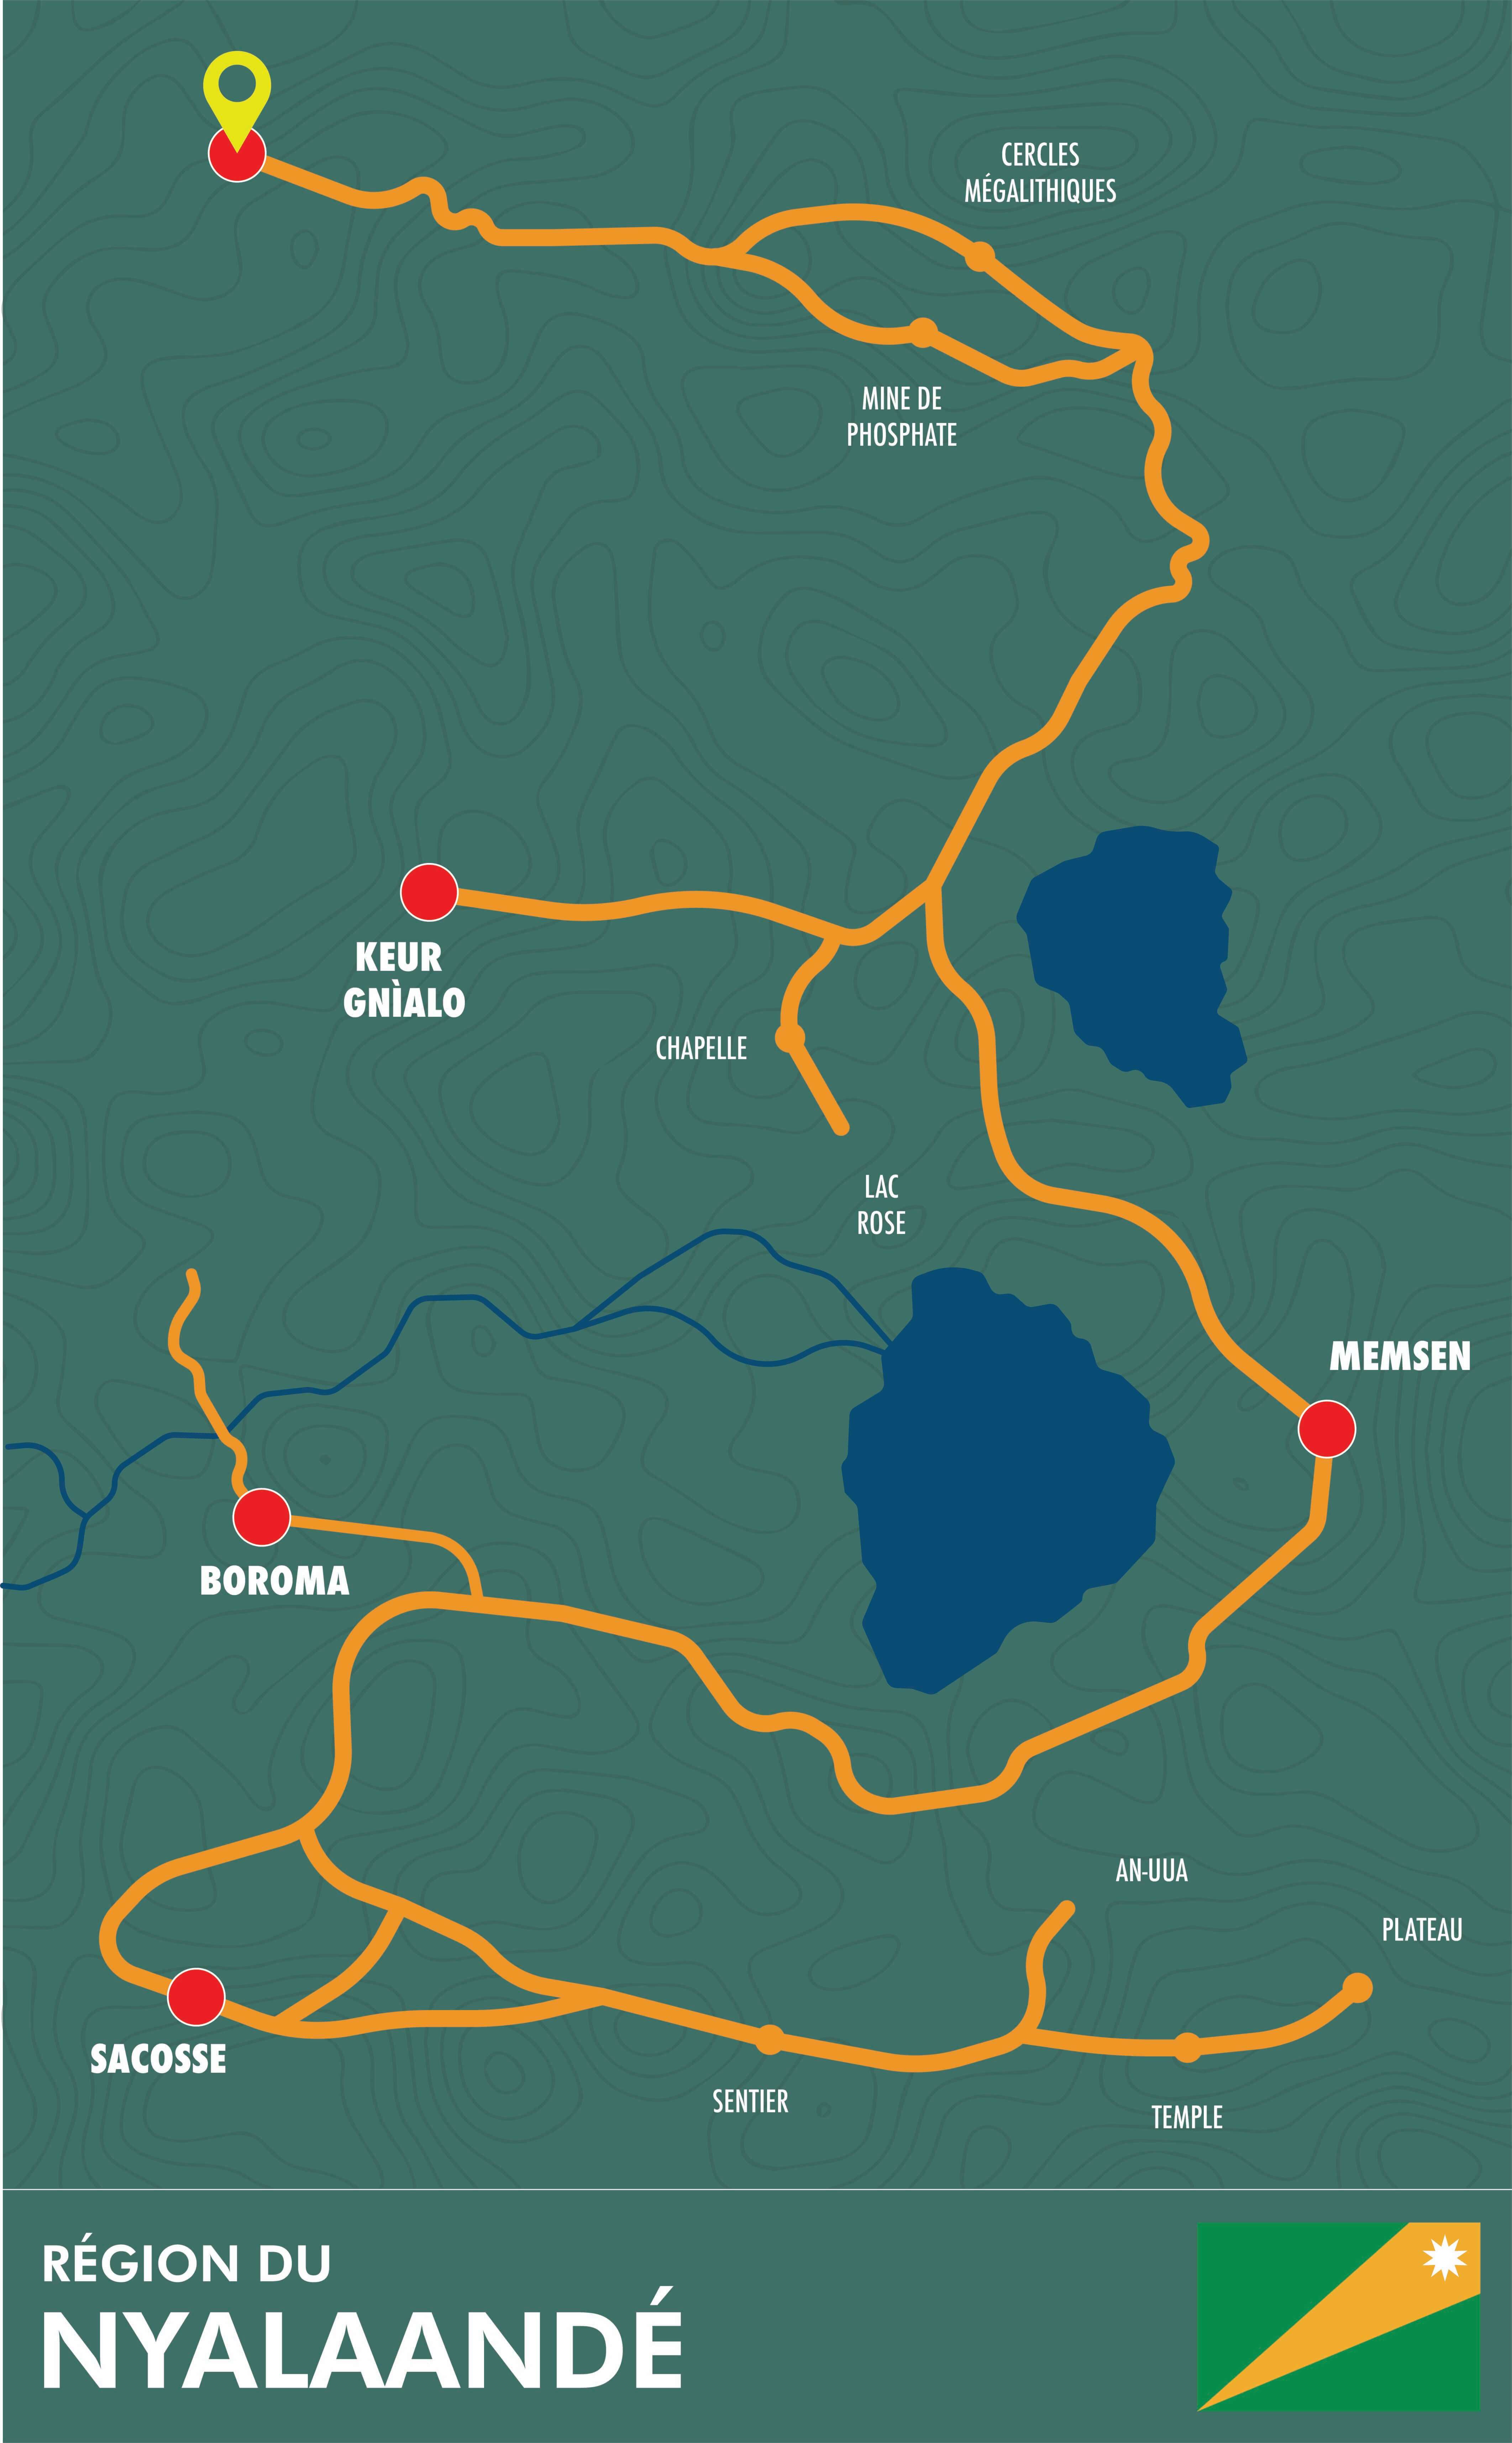 CERCLES
MÉGALITHIQUES
MINE DE
PHOSPHATE
KEUR
GNÌALO
CHAPELLE
LAC
ROSE
MEMSEN
BOROMA
AN-UUA
PLATEAU
SACOSSE
SENTIER
TEMPLE
RÉGION DU
NYALAANDÉ